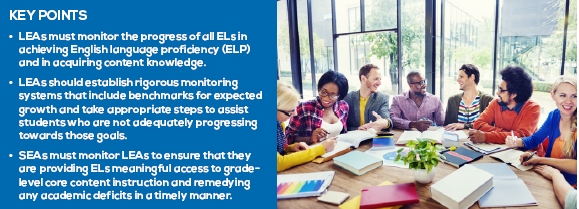 KEY POINTS
• LEAs must monitor the progress of all ELs in
achieving English language proficiency (ELP)
and in acquiring content knowledge.
• LEAs should establish rigorous monitoring
systems that include benchmarks for expected
growth and take appropriate steps to assist
students who are not adequately progressing
towards those goals.
• SEAs must monitor LEAs to ensure that they
are providing ELs meaningful access to grade-
level core content instruction and remedying
any academic deficits in a timely manner.